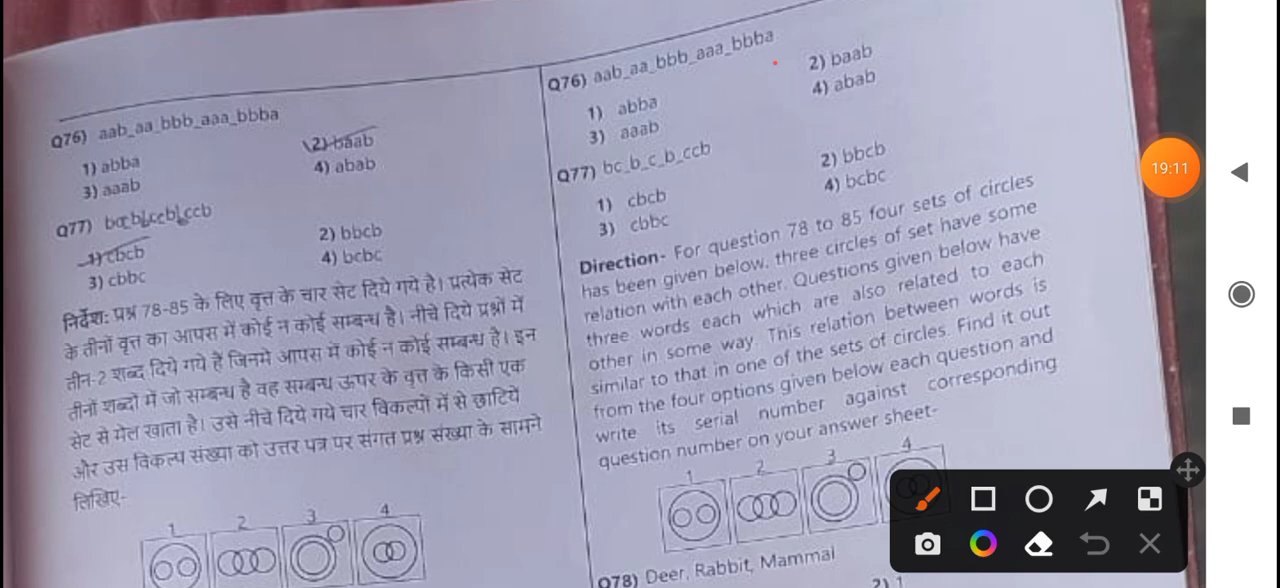 Q76) aab_aa_bbb_aaa_bbba
1) abba
2) baab
3) aaab
4) abab
Q77)
1) cbcb
2) bbcb
3) cbbc
4) bcbc
निर्देश: प्रश्न 78-85 के लिए वृत्त के चार सेट दिये गये है। प्रत्येक सेट
के तीनों वृत्त का आपस में कोई न कोई सम्बन्ध है। नीचे दिये प्रश्नों में
तीन-2 शब्द दिये गये हैं जिनमे आपस में कोई न कोई सम्बन्ध है। इन
तीनों शब्दों में जो सम्बन्ध है वह सम्बन्ध ऊपर के वृत्त के किसी एक
सेट से मेल खाता है। उसे नीचे दिये गये चार विकल्पों में से छाटियें
और उस विकल्प संख्या को उत्तर पत्र पर संगत प्रश्न संख्या के सामने
लिखिए-
1 2 3 4
Q76) aab_aa_bbb_aaa_bbba
1) abba
2) baab
3) aaab
4) abab
Q77) bc_b_c_b_ccb
1) cbcb
2) bbcb
3) cbbc
4) bcbc
Direction- For question 78 to 85 four sets of circles
has been given below. three circles of set have some
relation with each other. Questions given below have
three words each which are also related to each
other in some way. This relation between words is
similar to that in one of the sets of circles. Find it out
from the four options given below each question and
write its serial number against corresponding
question number on your answer sheet-
1 2 3 4
Q78) Deer, Rabbit, Mammal
2) 1
19:11